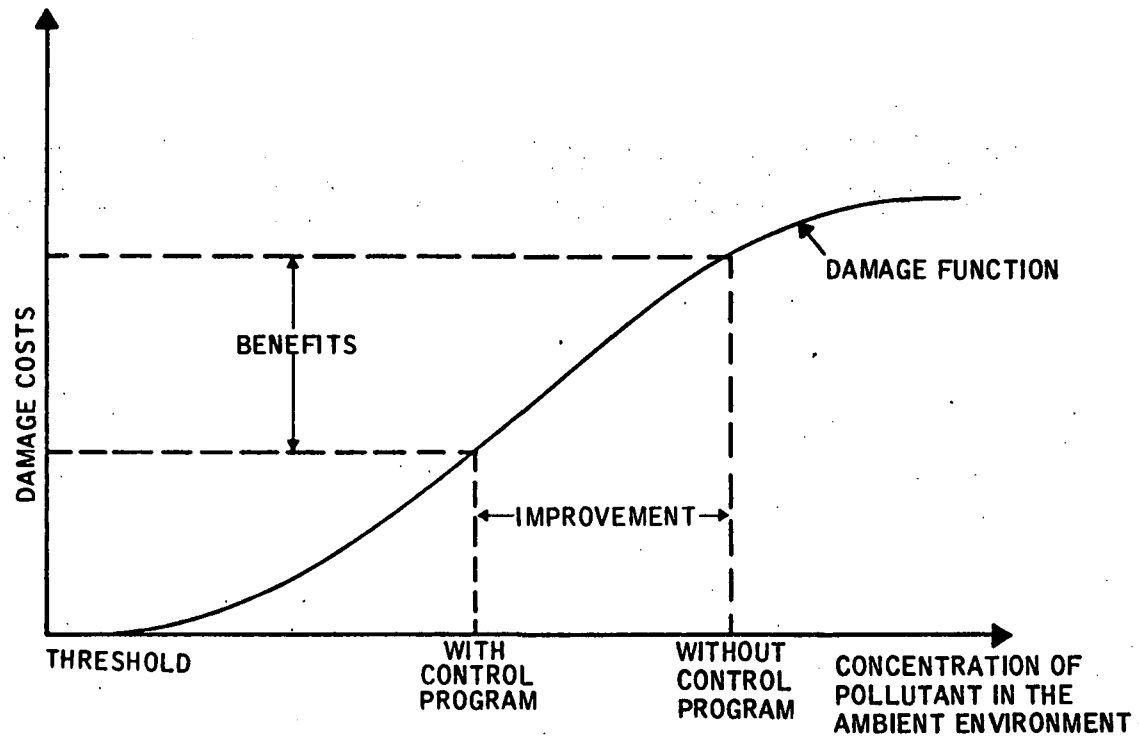 DAMAGE COSTS
BENEFITS
DAMAGE FUNCTION
IMPROVEMENT
THRESHOLD
WITH
CONTROL
PROGRAM
WITHOUT
CONTROL
PROGRAM
CONCENTRATION OF
POLLUTANT IN THE
AMBIENT ENVIRONMENT